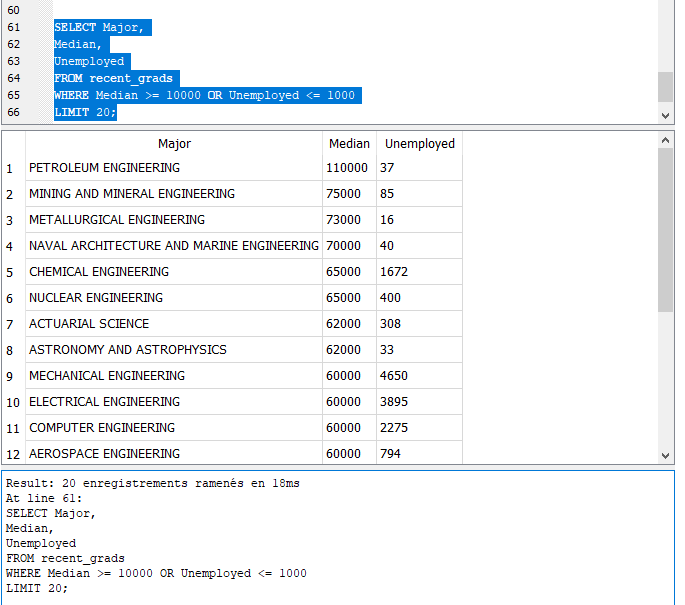 60
61 SELECT Major,
62 Median,
63 Unemployed
64 FROM recent_grads
65 WHERE Median >= 10000 OR Unemployed <= 1000
66 LIMIT 20;
Major Median Unemployed
1 PETROLEUM ENGINEERING 110000 37
2 MINING AND MINERAL ENGINEERING 75000 85
3 METALLURGICAL ENGINEERING 73000 16
4 NAVAL ARCHITECTURE AND MARINE ENGINEERING 70000 40
5 CHEMICAL ENGINEERING 65000 1672
6 NUCLEAR ENGINEERING 65000 400
7 ACTUARIAL SCIENCE 62000 308
8 ASTRONOMY AND ASTROPHYSICS 62000 33
9 MECHANICAL ENGINEERING 60000 4650
10 ELECTRICAL ENGINEERING 60000 3895
11 COMPUTER ENGINEERING 60000 2275
12 AEROSPACE ENGINEERING 60000 794
Result: 20 enregistrements ramenés en 18ms
At line 61:
SELECT Major,
Median,
Unemployed
FROM recent_grads
WHERE Median >= 10000 OR Unemployed <= 1000
LIMIT 20;